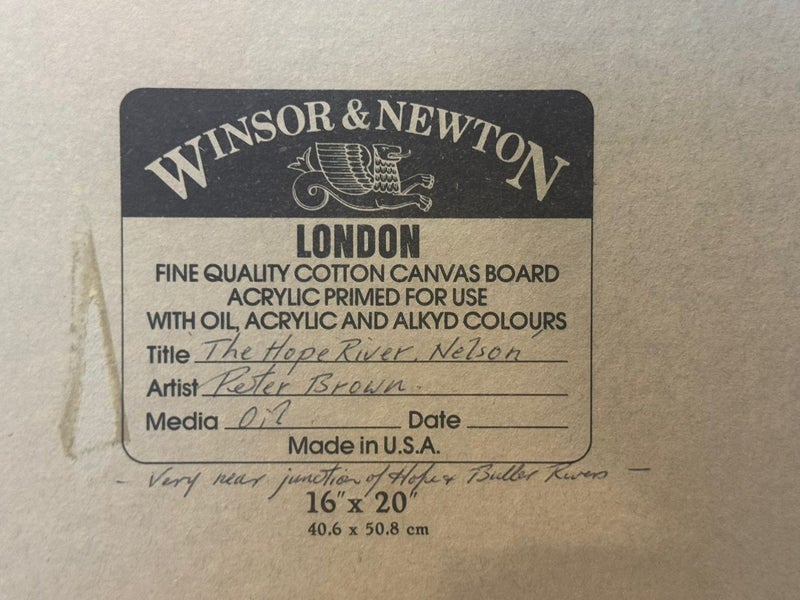 WINSOR & NEWTON
LONDON
FINE QUALITY COTTON CANVAS BOARD
ACRYLIC PRIMED FOR USE
WITH OIL, ACRYLIC AND ALKYD COLOURS
Title The Hope River. Nelson
Artist Peter Brown.
Media Oil Date
Made in U.S.A.
- Very near junction of Hope & Buller Rivers -
16" x 20"
40.6 x 50.8 cm